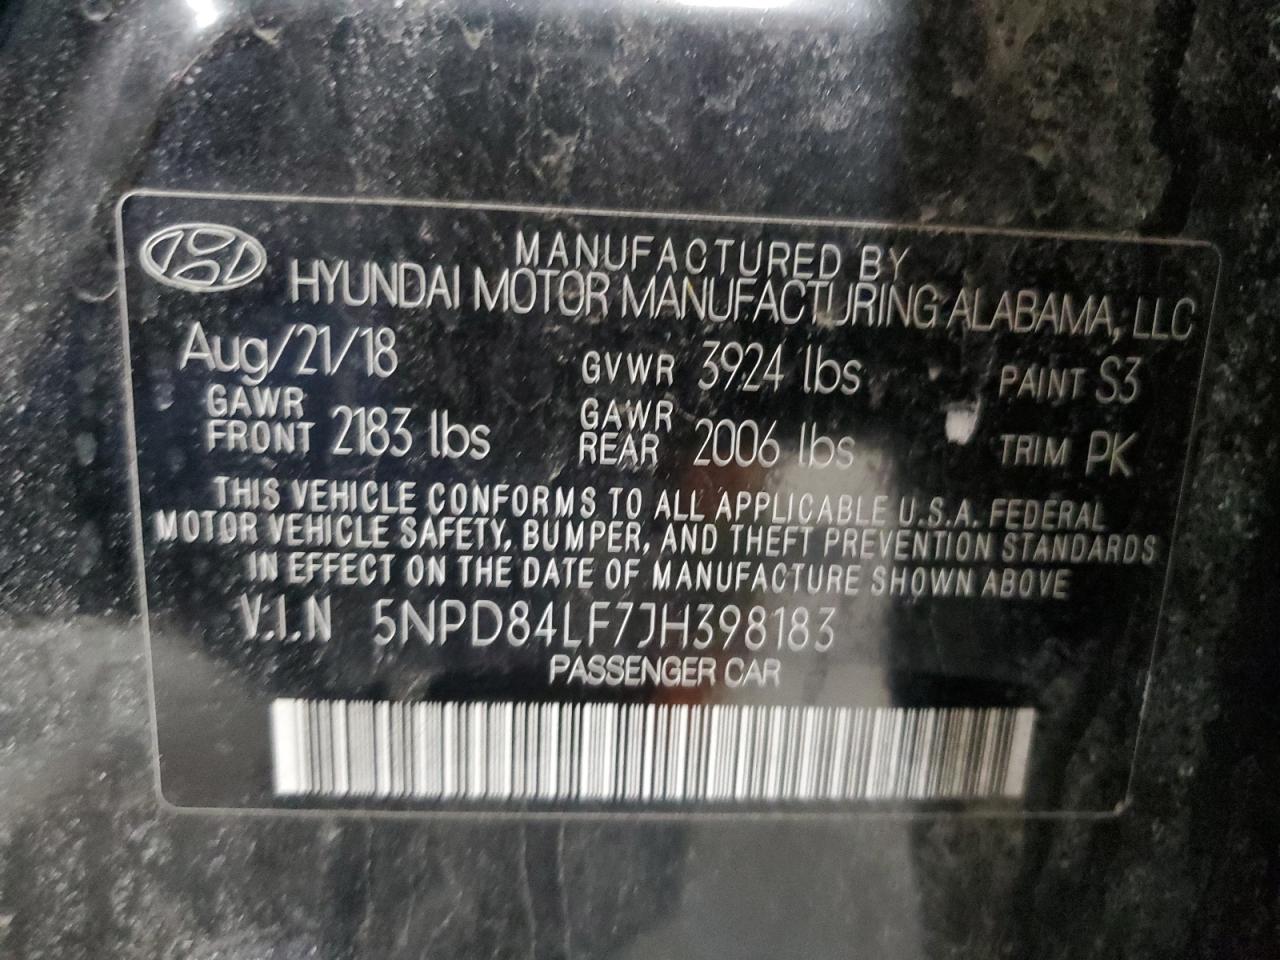 MANUFACTURED BY
HYUNDAI MOTOR MANUFACTURING ALABAMA, LLC
Aug/21/18 GVWR 3924 lbs PAINT S3
GAWR FRONT 2183 lbs GAWR REAR 2006 lbs TRIM PK
THIS VEHICLE CONFORMS TO ALL APPLICABLE U.S.A. FEDERAL
MOTOR VEHICLE SAFETY, BUMPER, AND THEFT PREVENTION STANDARDS
IN EFFECT ON THE DATE OF MANUFACTURE SHOWN ABOVE
V.I.N 5NPD84LF7JH398183
PASSENGER CAR